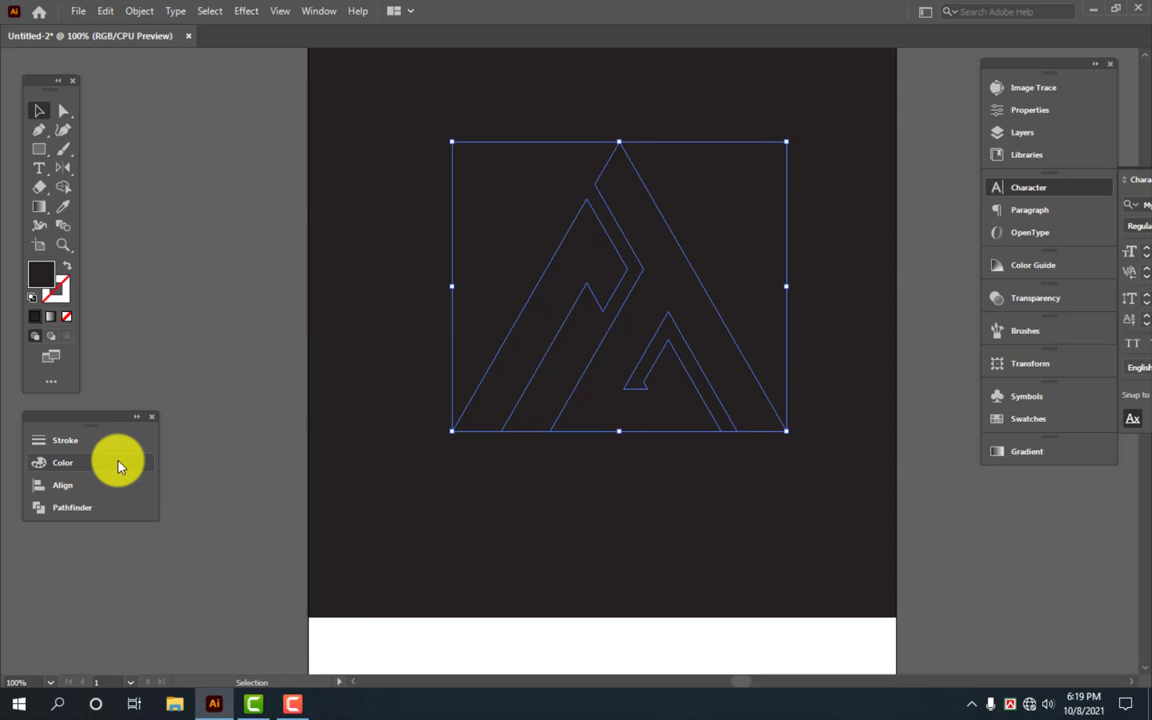 Ai File Edit Object Type Select Effect View Window Help Search Adobe Help
Untitled-2* @ 100% (RGB/CPU Preview)
Image Trace
Properties
Layers
Libraries
Character
Paragraph
OpenType
Color Guide
Transparency
Brushes
Transform
Symbols
Swatches
Gradient
Stroke
Color
Align
Pathfinder
100% 1 Selection
Ai 6:19 PM
10/8/2021